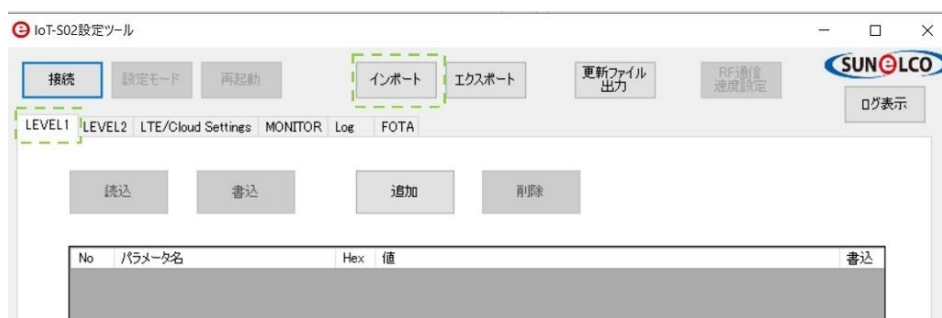 IoT-S02設定ツール
接続 設定モード 再起動 インポート エクスポート 更新ファイル出力 RF通信速度設定 SUNELCO
ログ表示
LEVEL1 LEVEL2 LTE/Cloud Settings MONITOR Log FOTA
読込 書込 追加 削除
No パラメータ名 Hex 値 書込